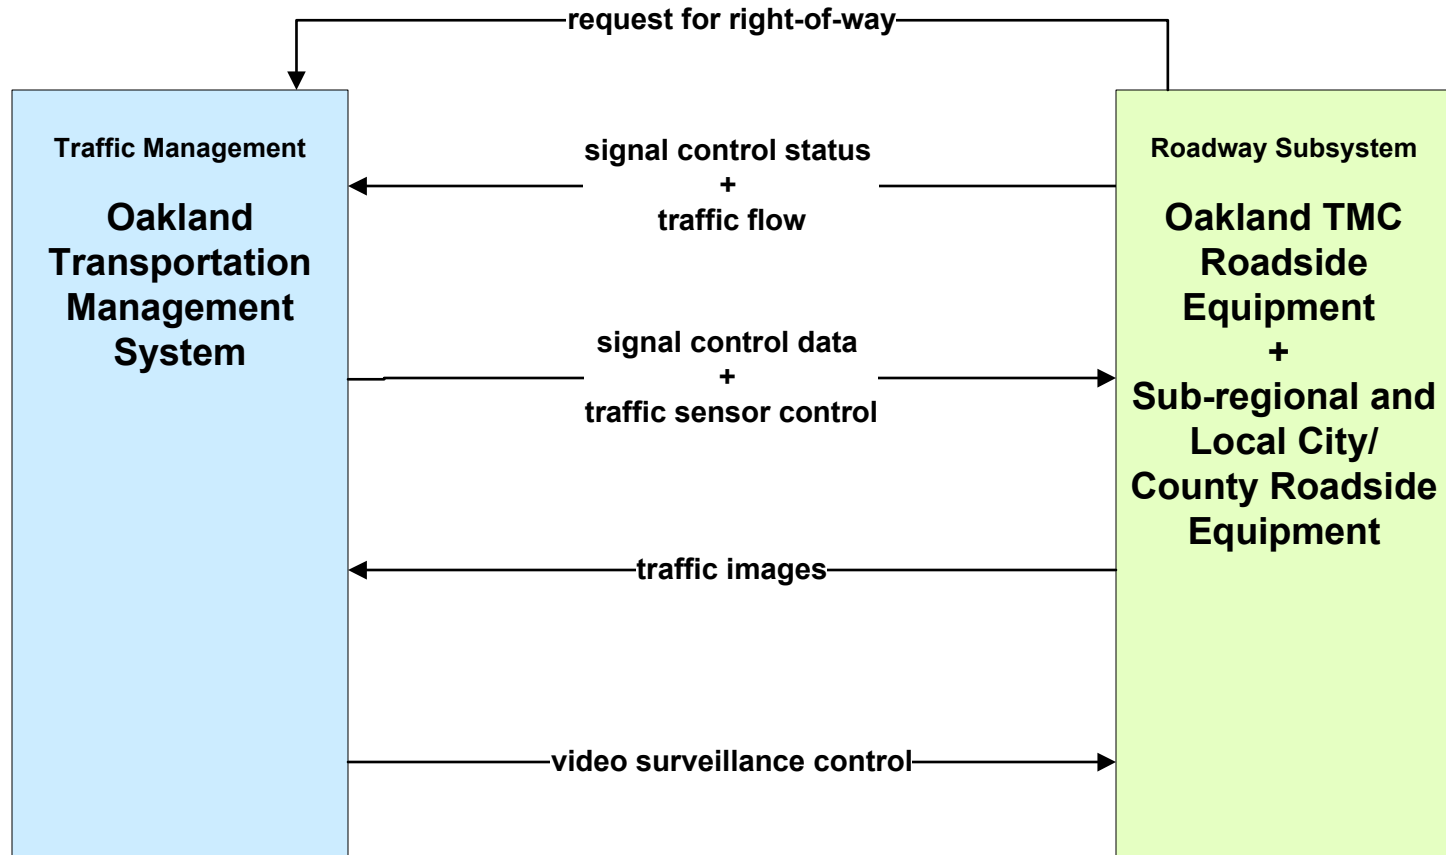 request for right-of-way
Traffic Management
Oakland
Transportation
Management
System
signal control status
+
traffic flow
signal control data
+
traffic sensor control
traffic images
video surveillance control
Roadway Subsystem
Oakland TMC
Roadside
Equipment
+
Sub-regional and
Local City/
County Roadside
Equipment